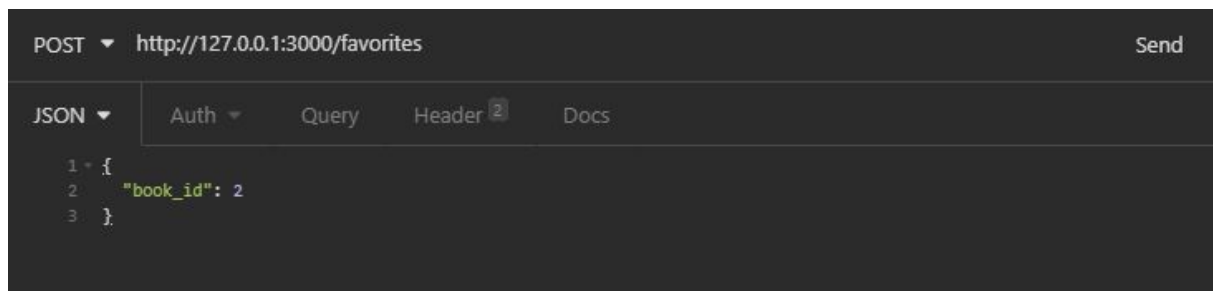 POST http://127.0.0.1:3000/favorites Send
JSON Auth Query Header 2 Docs
1 {
2 "book_id": 2
3 }